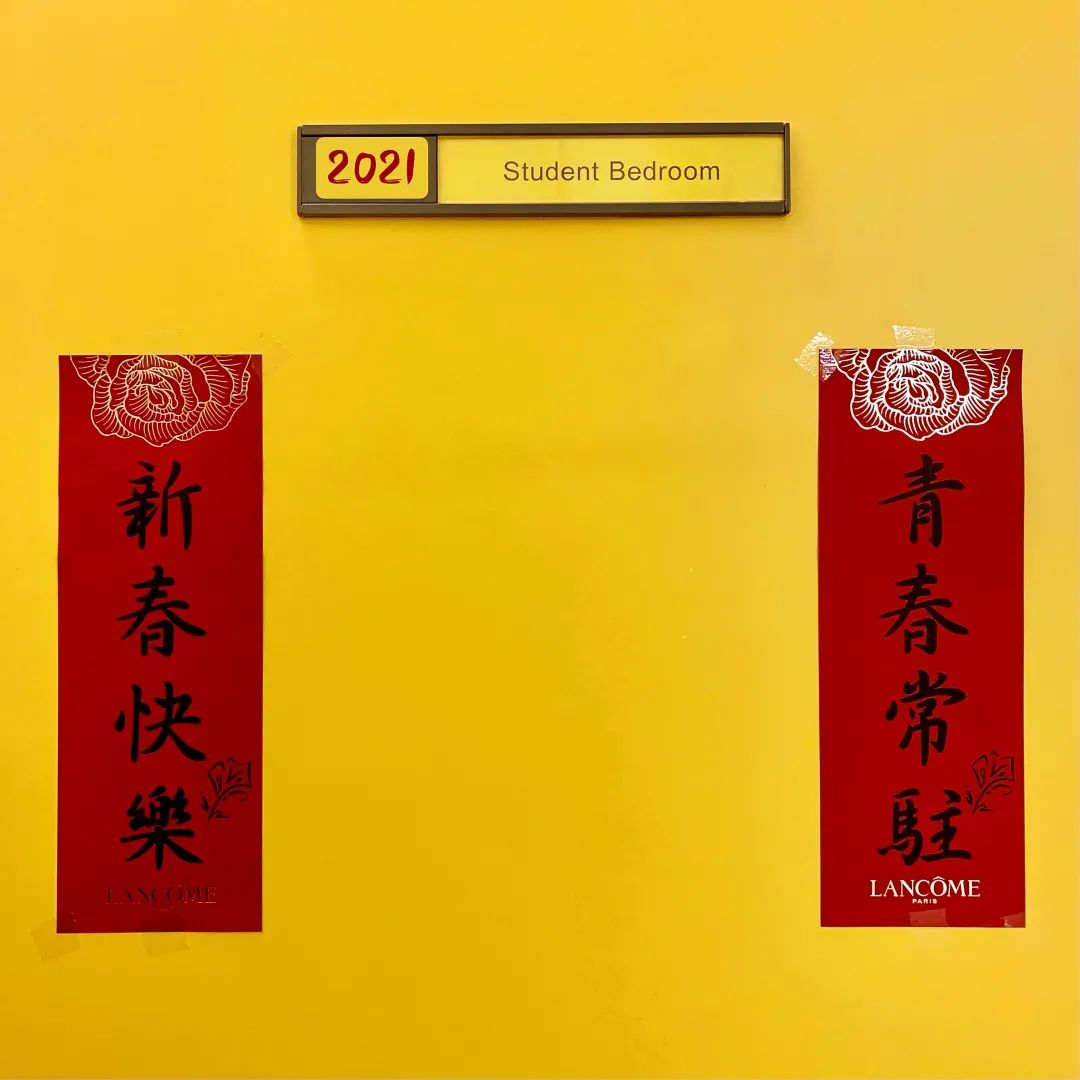 2021 Student Bedroom
新春快樂
LANCÔME
青春常駐
LANCÔME
PARIS